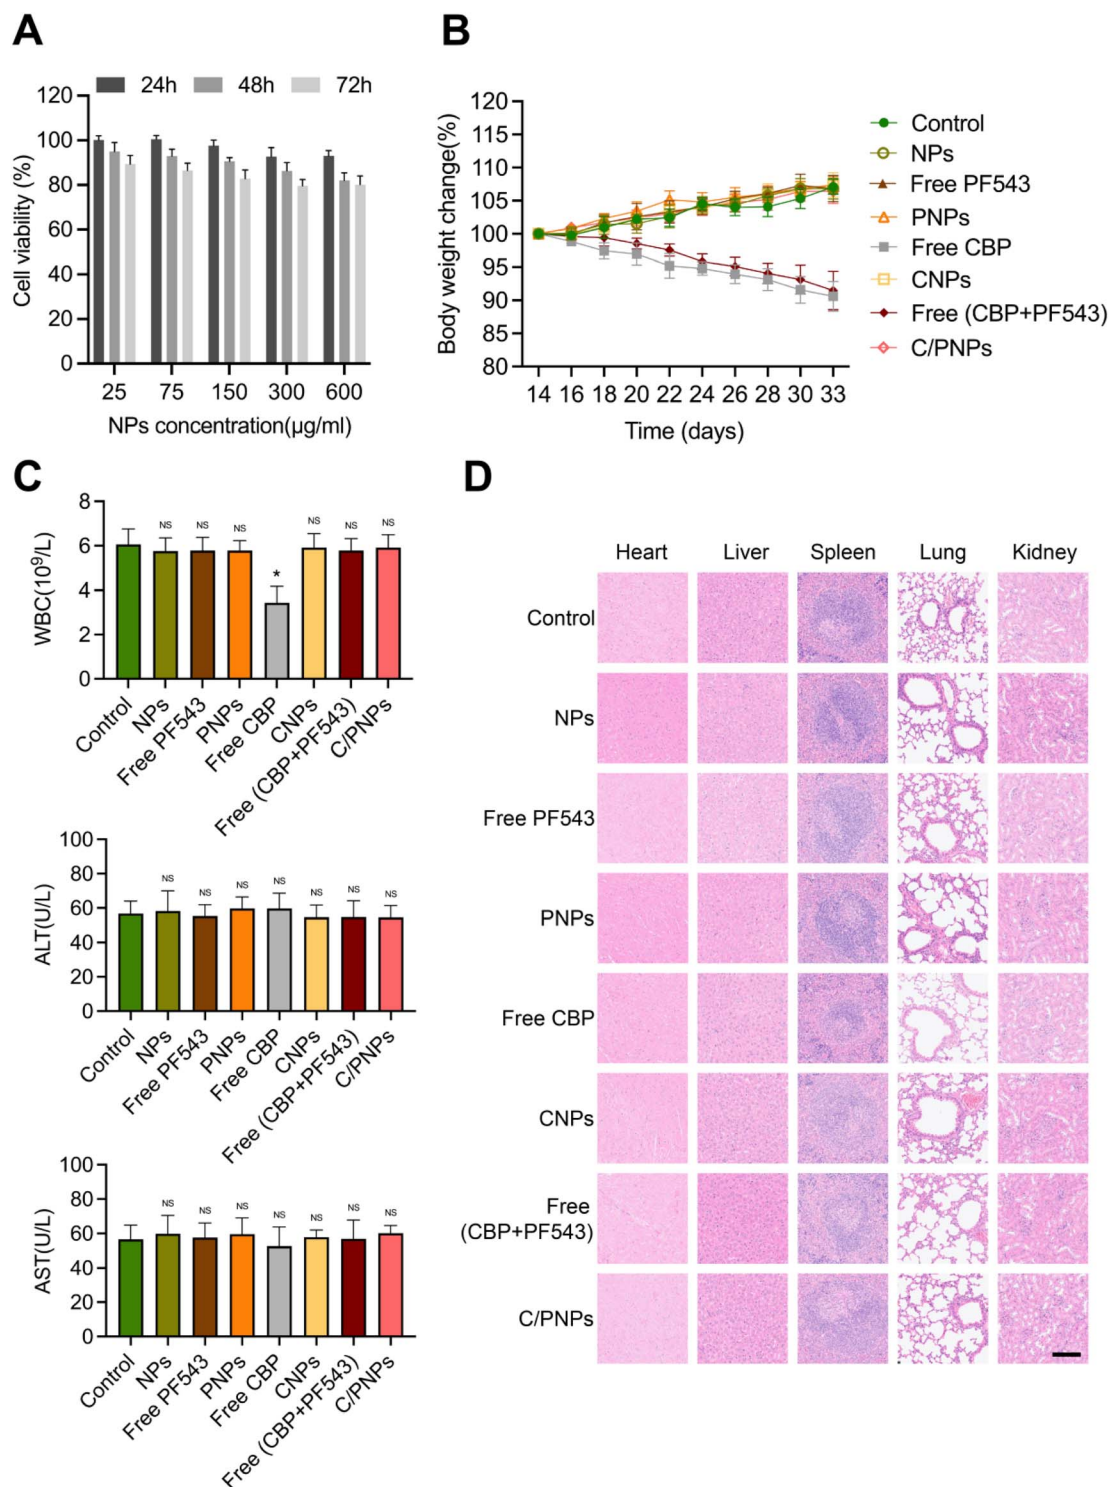 A
24h 48h 72h
Cell viability (%)
120
100
80
60
40
20
0
25 75 150 300 600
NPs concentration(µg/ml)
B
Body weight change(%)
120
115
110
105
100
95
90
85
80
14 16 18 20 22 24 26 28 30 33
Time (days)
Control
NPs
Free PF543
PNPs
Free CBP
CNPs
Free (CBP+PF543)
C/PNPs
C
WBC(10⁹/L)
8
6
4
2
0
NS NS NS * NS NS NS
Control NPs Free PF543 PNPs Free CBP CNPs Free (CBP+PF543) C/PNPs
ALT(U/L)
100
80
60
40
20
0
NS NS NS NS NS NS NS
Control NPs Free PF543 PNPs Free CBP CNPs Free (CBP+PF543) C/PNPs
AST(U/L)
100
80
60
40
20
0
NS NS NS NS NS NS NS
Control NPs Free PF543 PNPs Free CBP CNPs Free (CBP+PF543) C/PNPs
D
Heart Liver Spleen Lung Kidney
Control
NPs
Free PF543
PNPs
Free CBP
CNPs
Free
(CBP+PF543)
C/PNPs